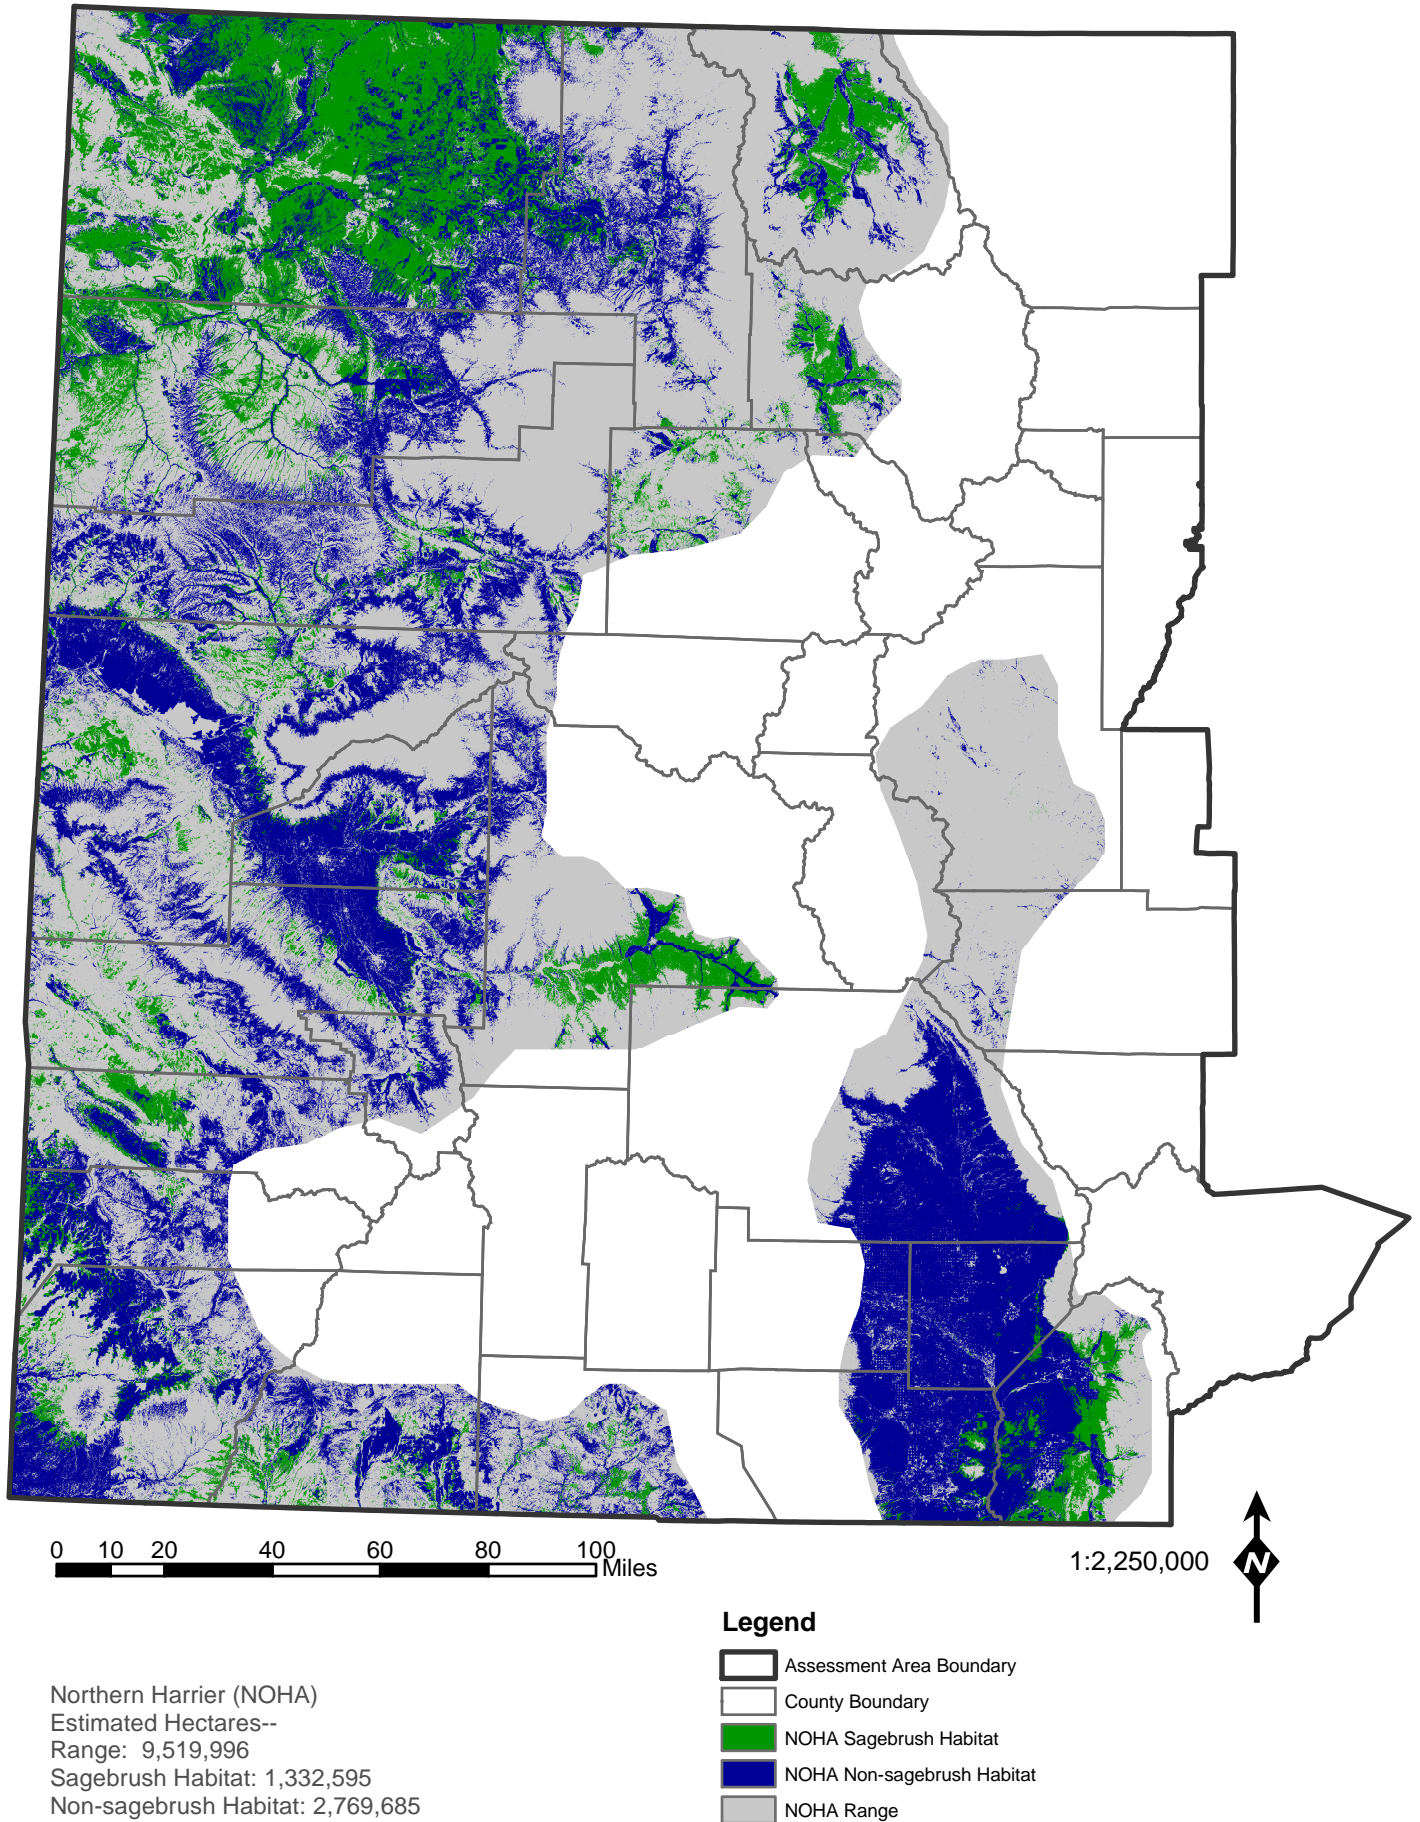 0 10 20 40 60 80 100
Miles
1:2,250,000
N
Legend
Assessment Area Boundary
County Boundary
NOHA Sagebrush Habitat
NOHA Non-sagebrush Habitat
NOHA Range
Northern Harrier (NOHA)
Estimated Hectares--
Range: 9,519,996
Sagebrush Habitat: 1,332,595
Non-sagebrush Habitat: 2,769,685